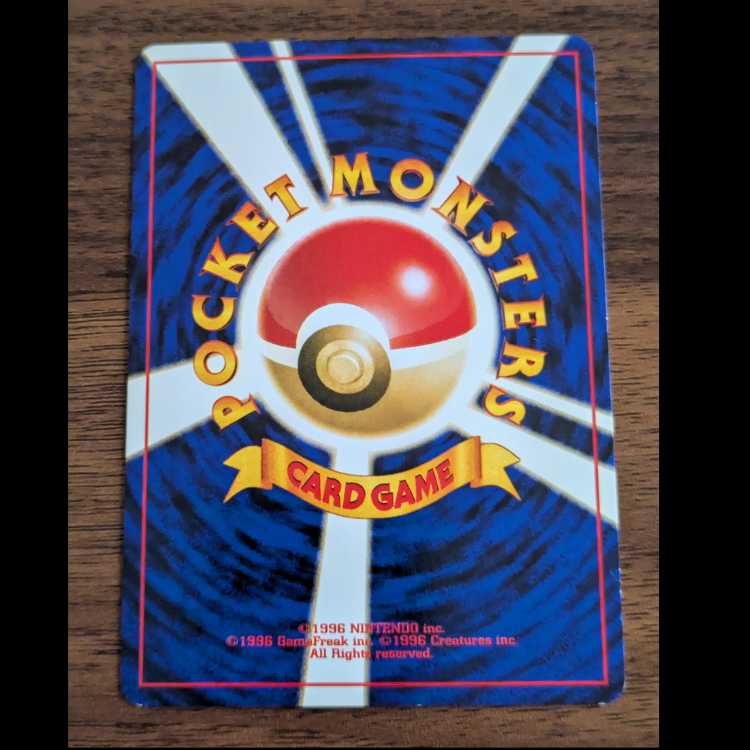 POCKET MONSTERS
CARD GAME
©1996 NINTENDO inc.
©1996 GameFreak inc. ©1996 Creatures inc.
All Rights reserved.